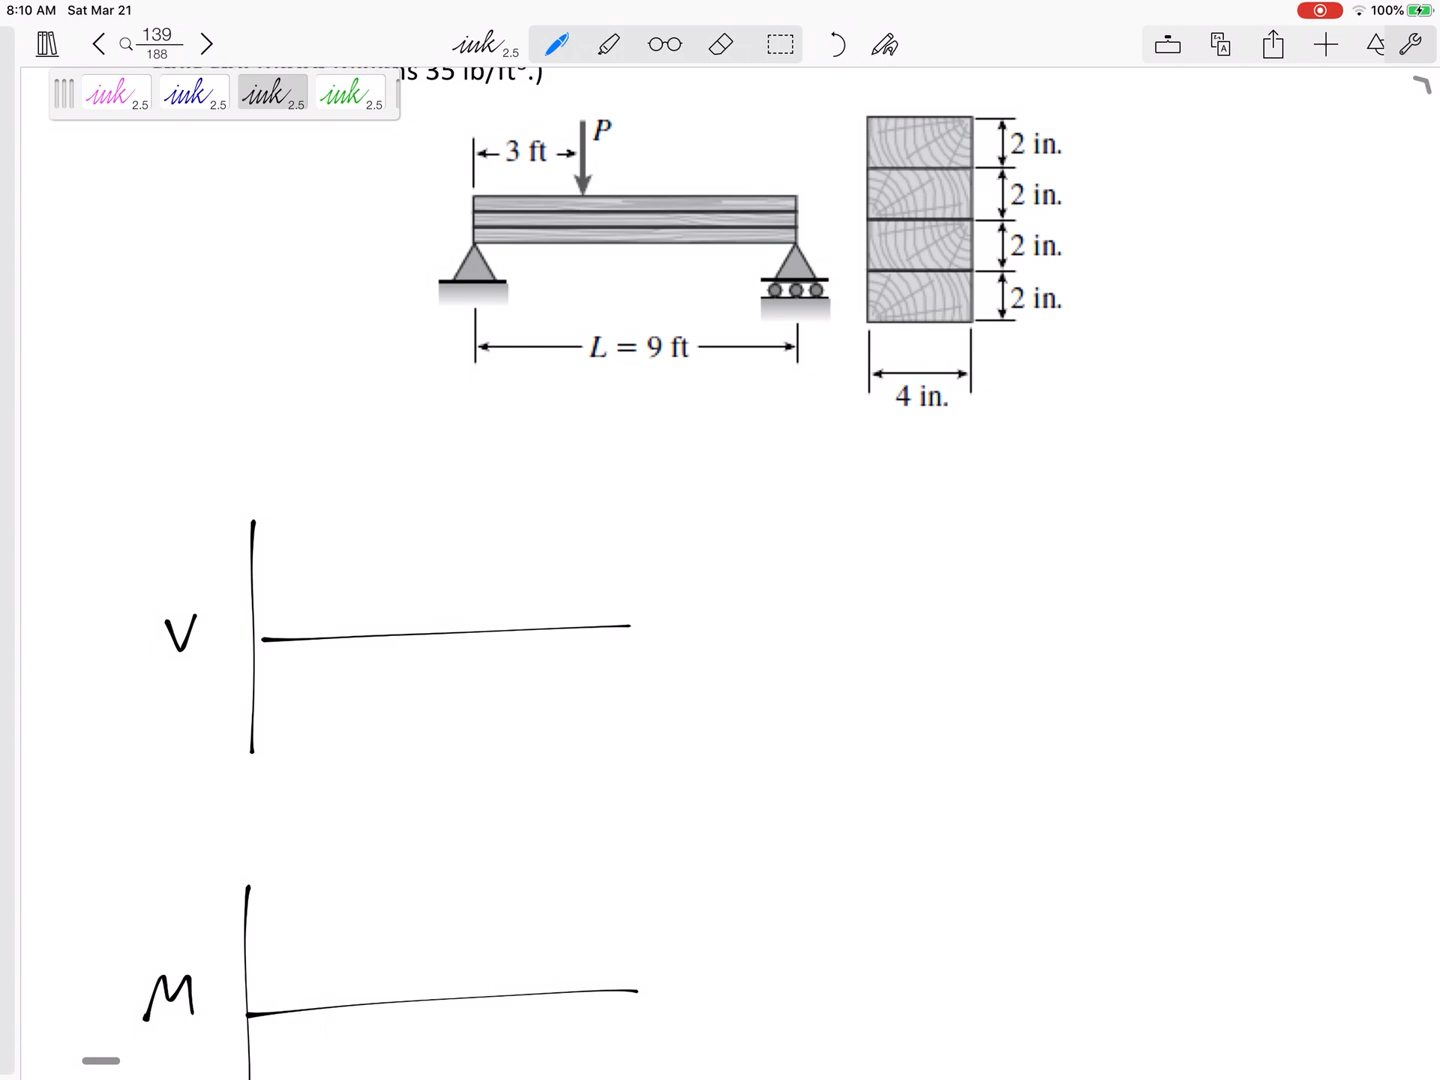 8:10 AM Sat Mar 21
100%
139
188
ink 2.5
ink 2.5
ink 2.5
ink 2.5
ink 2.5
s 35 lb/ft³.)
P
3 ft
L = 9 ft
2 in.
2 in.
2 in.
2 in.
4 in.
V
M